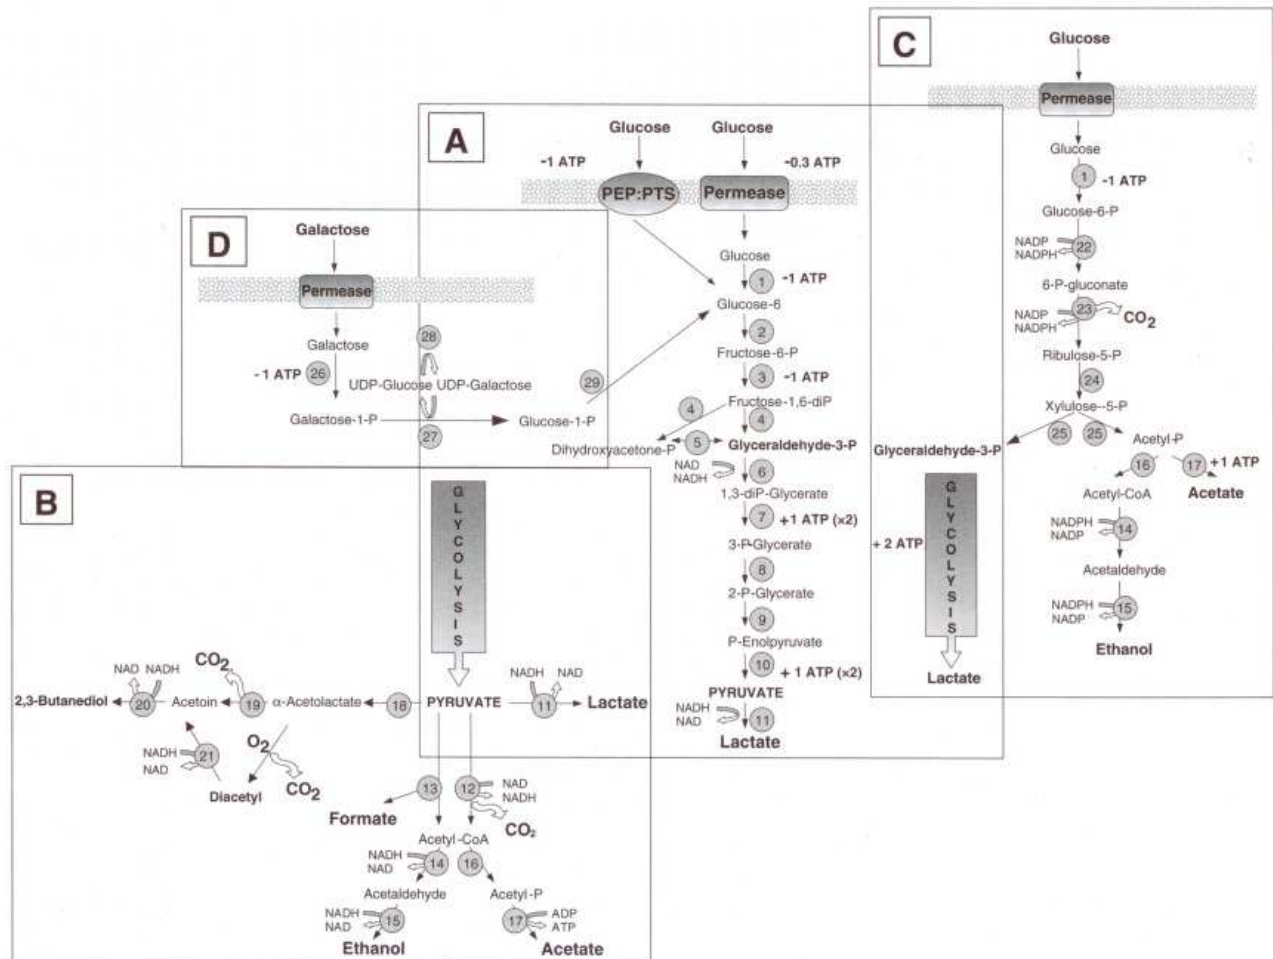 C
Glucose
Permease
Glucose
1
-1 ATP
Glucose-6-P
NADP
NADPH
22
6-P-gluconate
NADP
NADPH
23
CO2
Ribulose-5-P
24
Xylulose--5-P
25
25
Glyceraldehyde-3-P
Acetyl-P
16
17
+1 ATP
Acetyl-CoA
Acetate
NADPH
NADP
14
Acetaldehyde
NADPH
NADP
15
Ethanol
+ 2 ATP
GLYCOLYSIS
Lactate
A
Glucose
Glucose
-1 ATP
-0.3 ATP
PEP:PTS
Permease
Glucose
1
-1 ATP
Glucose-6
2
Fructose-6-P
3
-1 ATP
Fructose-1,6-diP
4
4
Dihydroxyacetone-P
5
Glyceraldehyde-3-P
NAD
NADH
6
1,3-diP-Glycerate
7
+1 ATP (×2)
3-P-Glycerate
8
2-P-Glycerate
9
P-Enolpyruvate
10
+ 1 ATP (×2)
PYRUVATE
NADH
NAD
11
Lactate
D
Galactose
Permease
Galactose
- 1 ATP
26
28
UDP-Glucose UDP-Galactose
29
Galactose-1-P
Glucose-1-P
27
B
GLYCOLYSIS
PYRUVATE
NADH
NAD
11
Lactate
18
α-Acetolactate
CO2
19
Acetoin
NAD
NADH
20
2,3-Butanediol
O2
CO2
NADH
NAD
21
Diacetyl
13
Formate
12
NAD
NADH
CO2
Acetyl-CoA
NADH
NAD
14
16
Acetaldehyde
Acetyl-P
NADH
NAD
15
17
ADP
ATP
Ethanol
Acetate